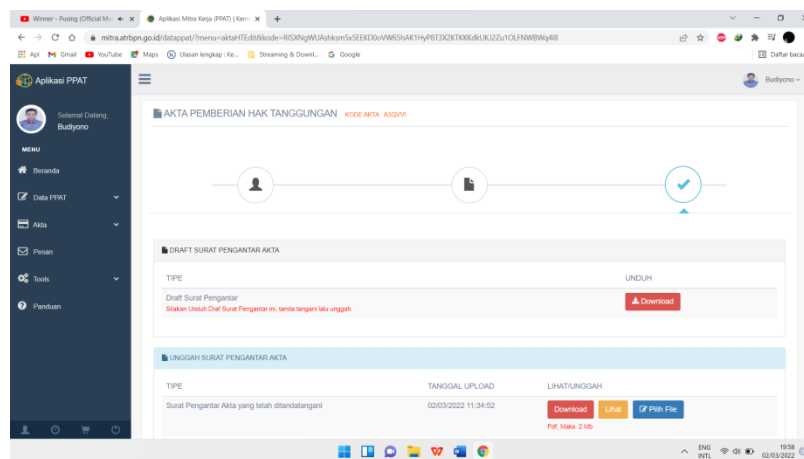 Winner - Pusing (Official Mu
Aplikasi Mitra Kerja (PPAT) | Kem
mitra.atrbpn.go.id/datappat/?menu=aktaHTEdit&kode=
Apl
Gmail
YouTube
Maps
Ulasan lengkap : Ke...
Streaming & Downl...
Google
Daftar baca
Aplikasi PPAT
Budiyono
Selamat Datang,
Budiyono
MENU
Beranda
Data PPAT
Akta
Pesan
Tools
Panduan
AKTA PEMBERIAN HAK TANGGUNGAN KODE AKTA :
DRAFT SURAT PENGANTAR AKTA
TIPE UNDUH
Draft Surat Pengantar Download
Silakan Unduh Draf Surat Pengantar ini, tanda tangani lalu unggah.
UNGGAH SURAT PENGANTAR AKTA
TIPE TANGGAL UPLOAD LIHAT/UNGGAH
Surat Pengantar Akta yang telah ditandatangani 02/03/2022 11:34:52 Download Lihat Pilih File
Pdf, Maks. 2 Mb
ENG
INTL
19:58
02/03/2022